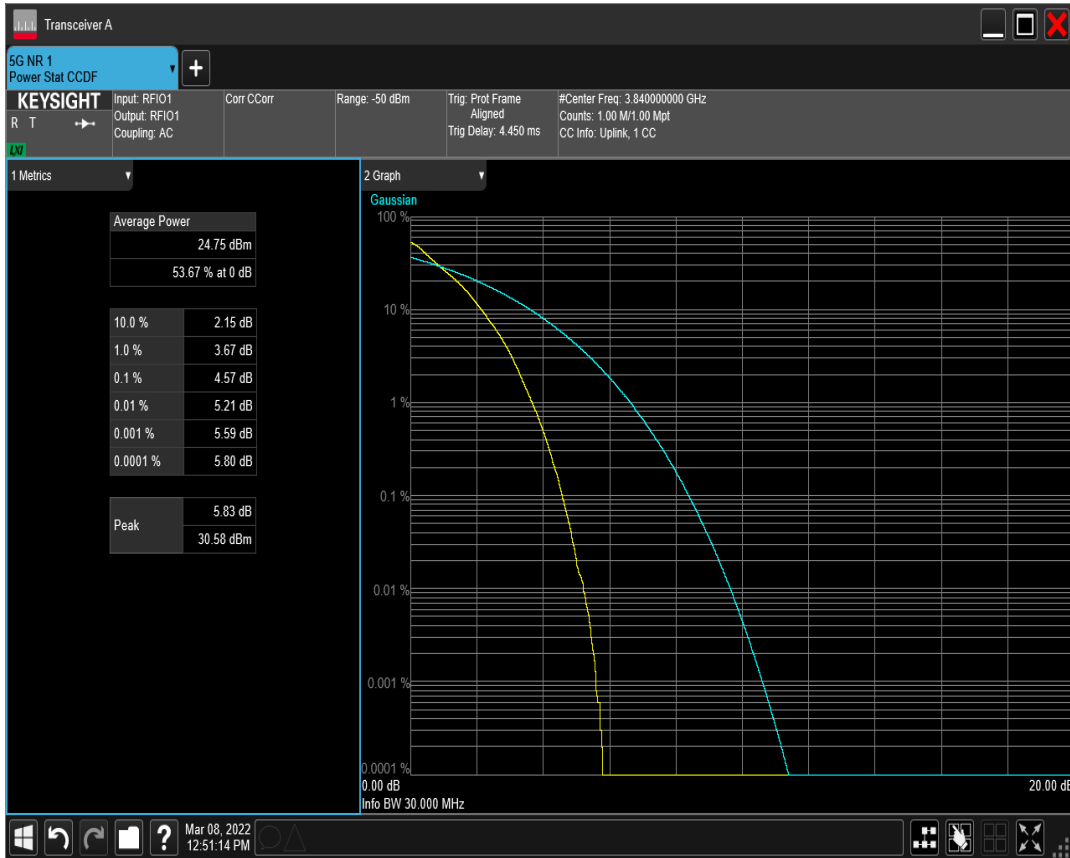 Transceiver A
5G NR 1
Power Stat CCDF
KEYSIGHT
R T
LXI
Input: RFIO1
Output: RFIO1
Coupling: AC
Corr CCorr
Range: -50 dBm
Trig: Prot Frame
Aligned
Trig Delay: 4.450 ms
#Center Freq: 3.840000000 GHz
Counts: 1.00 M/1.00 Mpt
CC Info: Uplink, 1 CC
1 Metrics
Average Power
24.75 dBm
53.67 % at 0 dB
10.0 % 2.15 dB
1.0 % 3.67 dB
0.1 % 4.57 dB
0.01 % 5.21 dB
0.001 % 5.59 dB
0.0001 % 5.80 dB
Peak
5.83 dB
30.58 dBm
2 Graph
Gaussian
100 %
10 %
1 %
0.1 %
0.01 %
0.001 %
0.0001 %
0.00 dB 20.00 dB
Info BW 30.000 MHz
?
Mar 08, 2022
12:51:14 PM